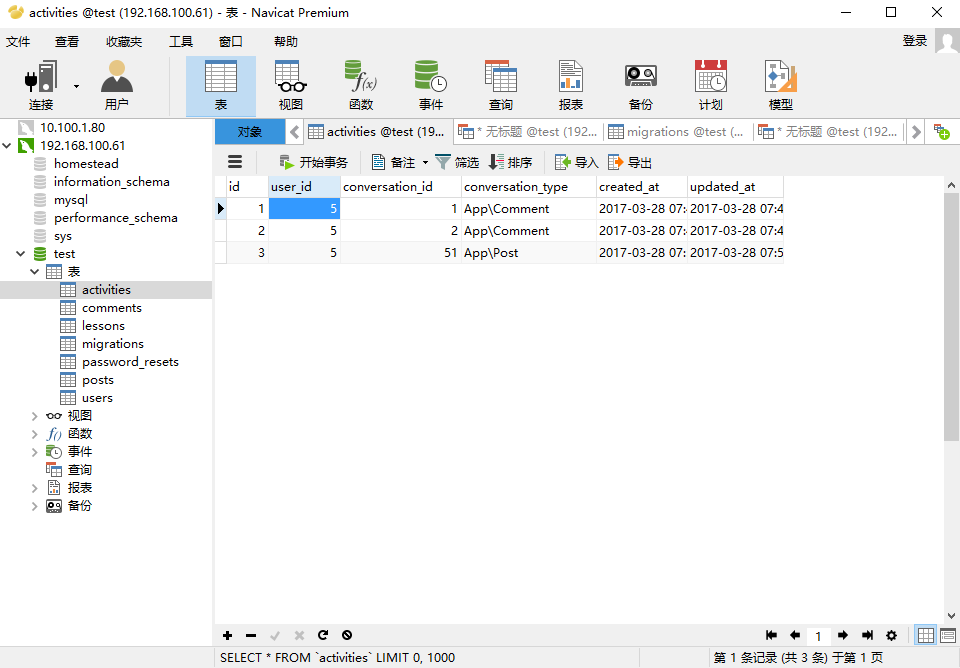 activities @test (192.168.100.61) - 表 - Navicat Premium
文件 查看 收藏夹 工具 窗口 帮助 登录
连接 用户 表 视图 函数 事件 查询 报表 备份 计划 模型
10.100.1.80
192.168.100.61
homestead
information_schema
mysql
performance_schema
sys
test
表
activities
comments
lessons
migrations
password_resets
posts
users
视图
函数
事件
查询
报表
备份
对象 activities @test (19... * 无标题 @test (192... migrations @test (... * 无标题 @test (192...
开始事务 备注 筛选 排序 导入 导出
id user_id conversation_id conversation_type created_at updated_at
1 5 1 App\Comment 2017-03-28 07:4 2017-03-28 07:4
2 5 2 App\Comment 2017-03-28 07:4 2017-03-28 07:4
3 5 51 App\Post 2017-03-28 07: 2017-03-28 07:5
1
SELECT * FROM `activities` LIMIT 0, 1000 第 1 条记录 (共 3 条) 于第 1 页